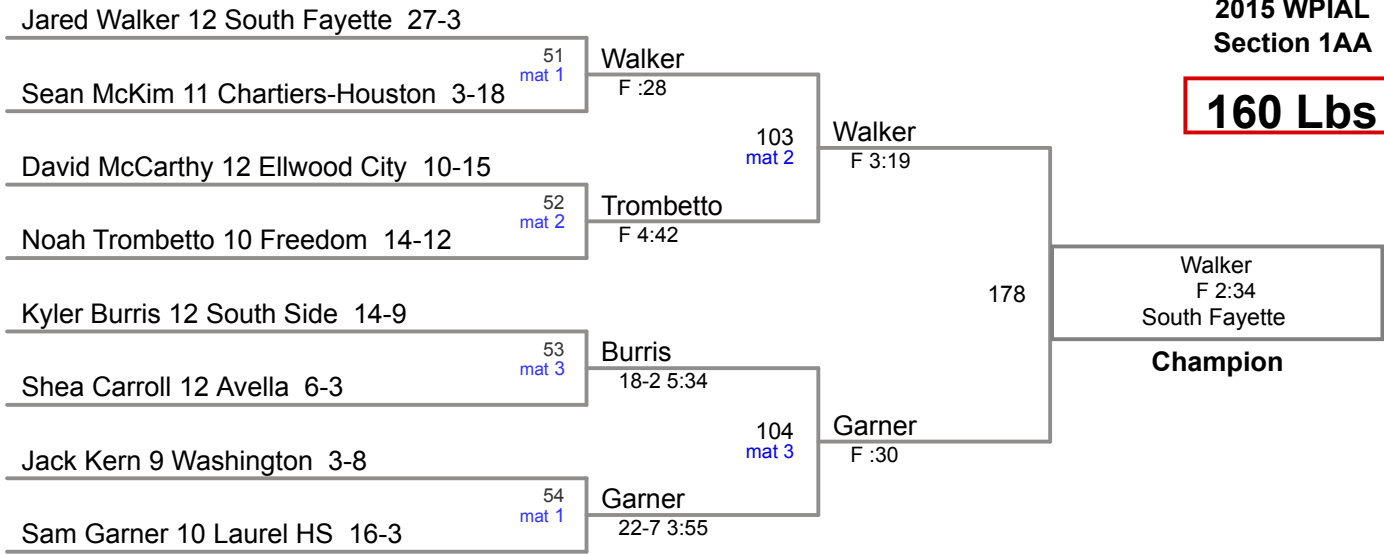 2015 WPIAL
Section 1AA
160 Lbs
Jared Walker 12 South Fayette 27-3
51
mat 1
Walker
F :28
Sean McKim 11 Chartiers-Houston 3-18
103
mat 2
Walker
F 3:19
David McCarthy 12 Ellwood City 10-15
52
mat 2
Trombetto
F 4:42
Noah Trombetto 10 Freedom 14-12
178
Walker
F 2:34
South Fayette
Champion
Kyler Burris 12 South Side 14-9
53
mat 3
Burris
18-2 5:34
Shea Carroll 12 Avella 6-3
104
mat 3
Garner
F :30
Jack Kern 9 Washington 3-8
54
mat 1
Garner
22-7 3:55
Sam Garner 10 Laurel HS 16-3